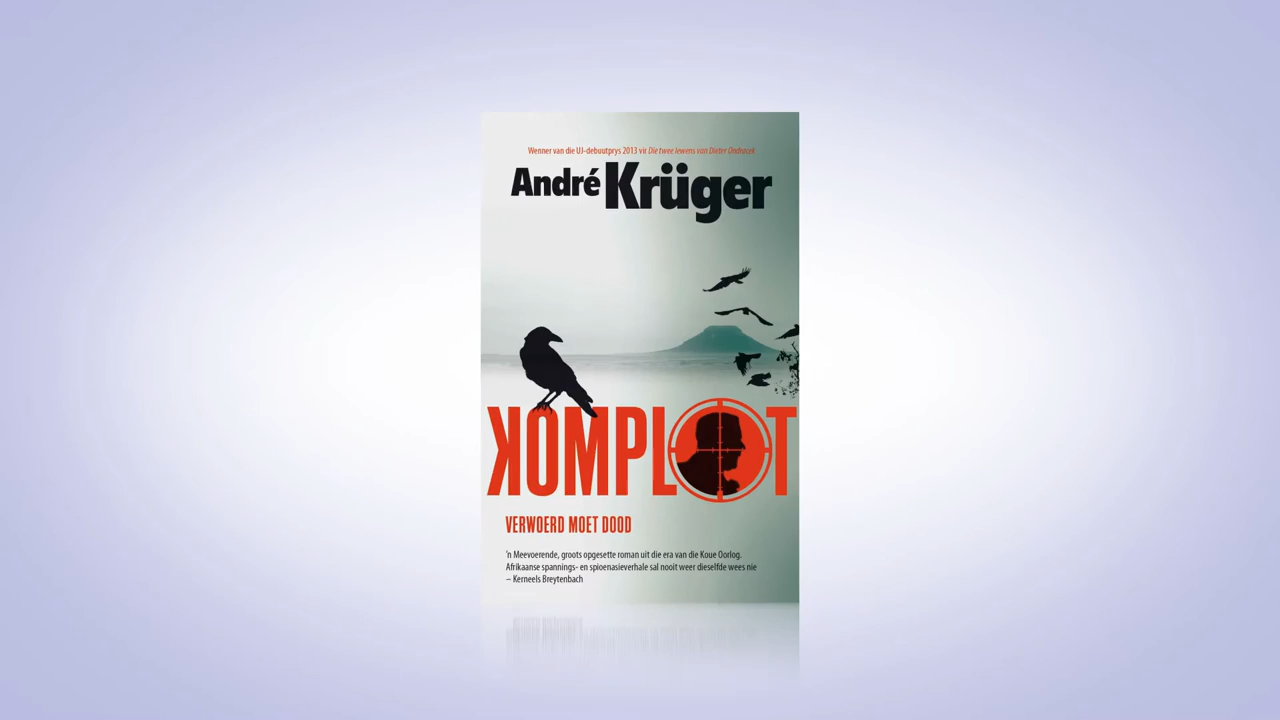 Wenner van die UJ-debuutprys 2013 vir Die twee lewens van Dieter Ondracek
André Krüger
KOMPLOT
VERWOERD MOET DOOD
'n Meevoerende, groots opgesette roman uit die era van die Koue Oorlog.
Afrikaanse spannings- en spioenasieverhale sal nooit weer dieselfde wees nie
– Kerneels Breytenbach